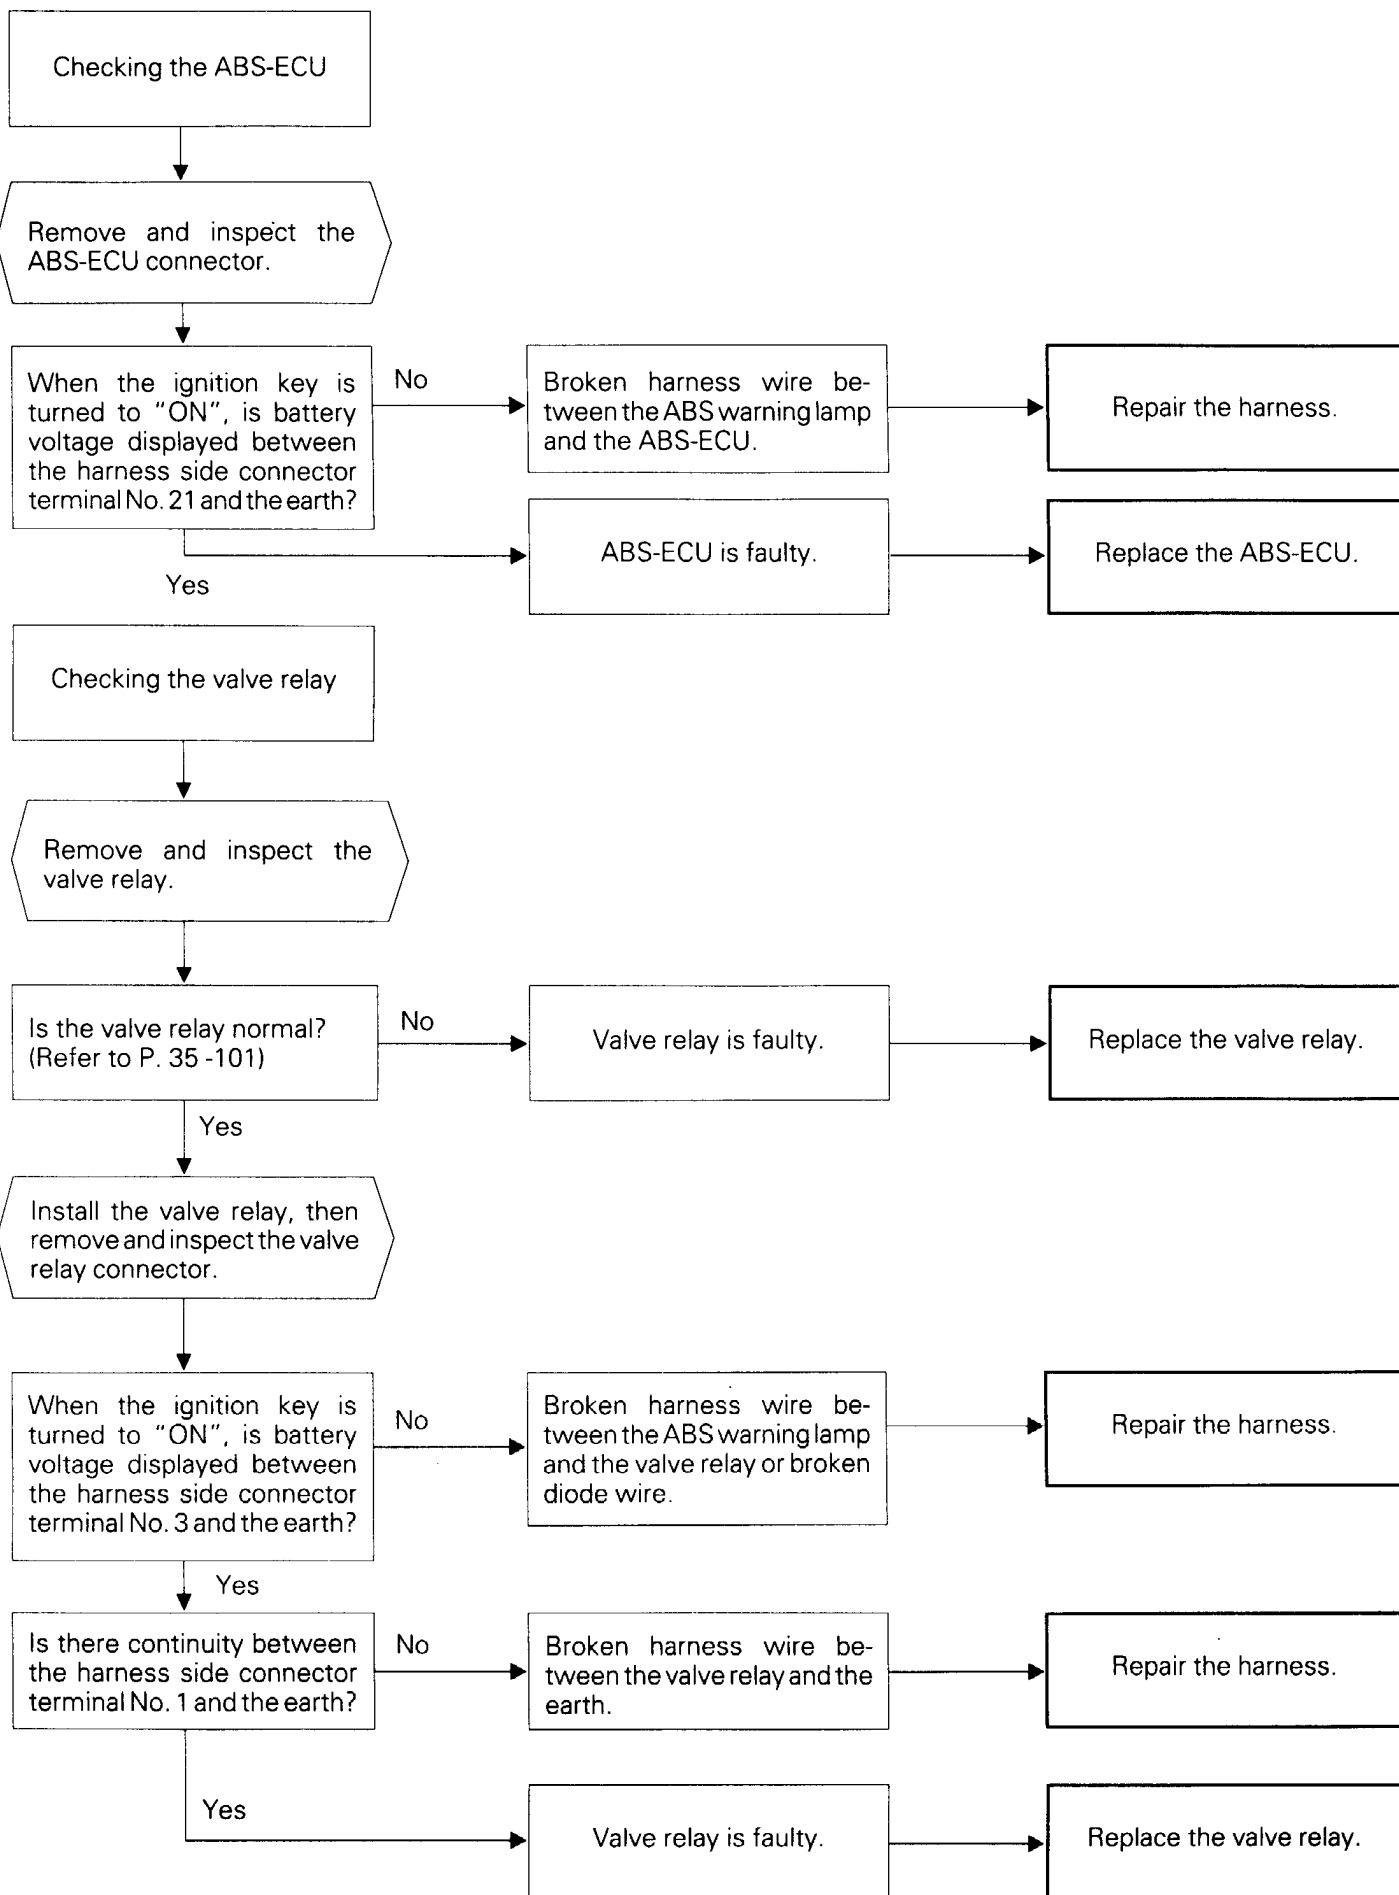 Checking the ABS-ECU
Remove and inspect the
ABS-ECU connector.
When the ignition key is
turned to "ON", is battery
voltage displayed between
the harness side connector
terminal No. 21 and the earth?
No
Broken harness wire be-
tween the ABS warning lamp
and the ABS-ECU.
Repair the harness.
Yes
ABS-ECU is faulty.
Replace the ABS-ECU.
Checking the valve relay
Remove and inspect the
valve relay.
Is the valve relay normal?
(Refer to P. 35 -101)
No
Valve relay is faulty.
Replace the valve relay.
Yes
Install the valve relay, then
remove and inspect the valve
relay connector.
When the ignition key is
turned to "ON", is battery
voltage displayed between
the harness side connector
terminal No. 3 and the earth?
No
Broken harness wire be-
tween the ABS warning lamp
and the valve relay or broken
diode wire.
Repair the harness.
Yes
Is there continuity between
the harness side connector
terminal No. 1 and the earth?
No
Broken harness wire be-
tween the valve relay and the
earth.
Repair the harness.
Yes
Valve relay is faulty.
Replace the valve relay.